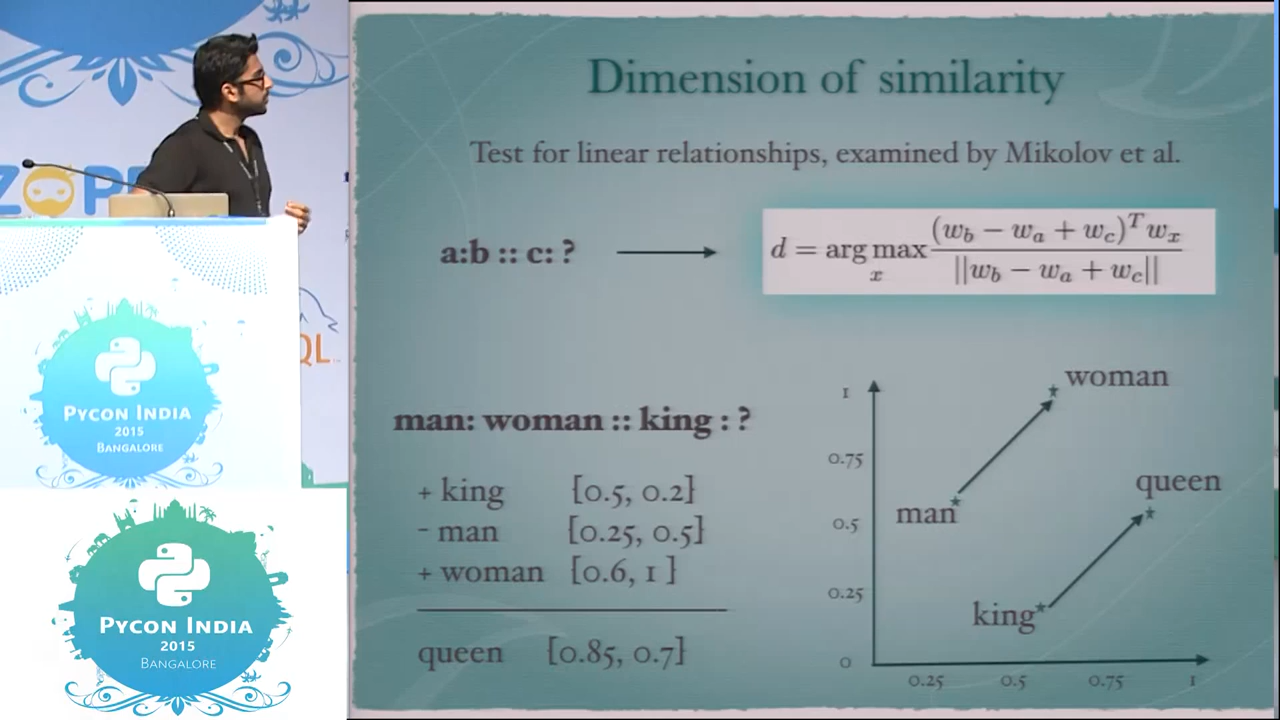 Dimension of similarity
Test for linear relationships, examined by Mikolov et al.
a:b :: c: ?
d = arg max_x (w_b − w_a + w_c)^T w_x / ||w_b − w_a + w_c||
man: woman :: king : ?
+ king [0.5, 0.2]
- man [0.25, 0.5]
+ woman [0.6, 1 ]
queen [0.85, 0.7]
1
0.75
0.5
0.25
0
0.25
0.5
0.75
1
woman
man
queen
king
PYCON INDIA
2015
BANGALORE
PYCON INDIA
2015
BANGALORE